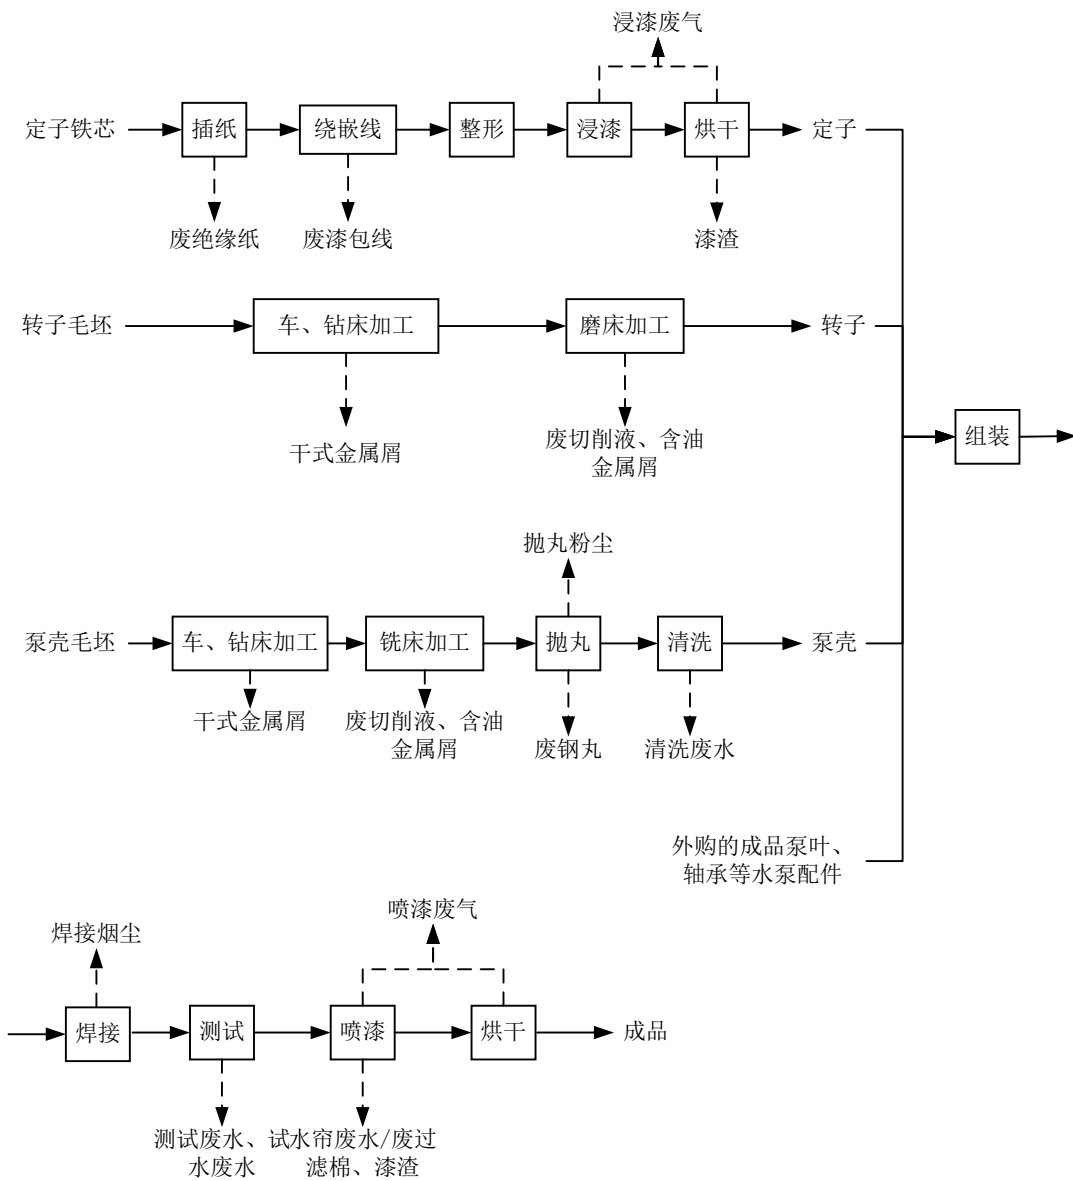 浸漆废气
定子铁芯
插纸
绕嵌线
整形
浸漆
烘干
定子
废绝缘纸
废漆包线
漆渣
转子毛坯
车、钻床加工
磨床加工
转子
干式金属屑
废切削液、含油
金属屑
组装
抛丸粉尘
泵壳毛坯
车、钻床加工
铣床加工
抛丸
清洗
泵壳
干式金属屑
废切削液、含油
金属屑
废钢丸
清洗废水
外购的成品泵叶、
轴承等水泵配件
焊接烟尘
喷漆废气
焊接
测试
喷漆
烘干
成品
测试废水、试
水废水
水帘废水/废过
滤棉、漆渣